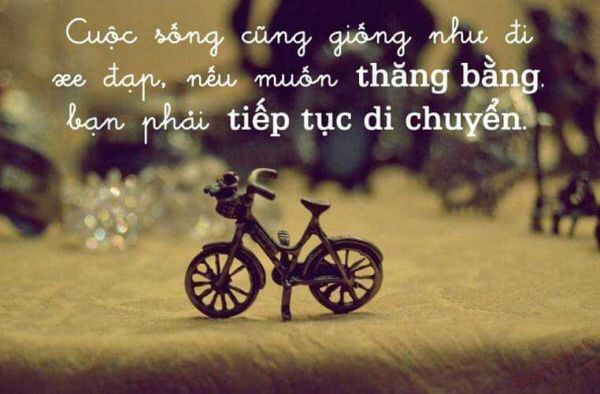 Cuộc sống cũng giống như đi
xe đạp, nếu muốn thăng bằng,
bạn phải tiếp tục di chuyển.